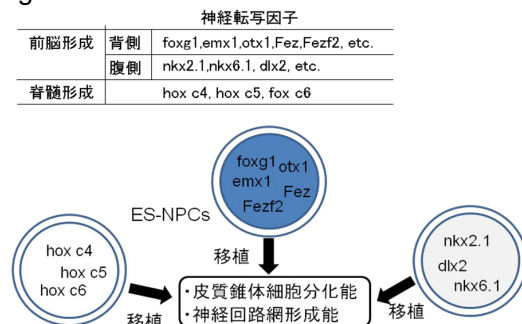 g
神経転写因子
前脳形成 背側 foxg1,emx1,otx1,Fez,Fezf2, etc.
腹側 nkx2.1,nkx6.1, dlx2, etc.
脊髄形成 hox c4, hox c5, fox c6
foxg1 otx1
emx1
Fez
Fezf2
ES-NPCs
hox c4
hox c5
hox c6
nkx2.1
dlx2
nkx6.1
移植
移植
移植
・皮質錐体細胞分化能
・神経回路網形成能